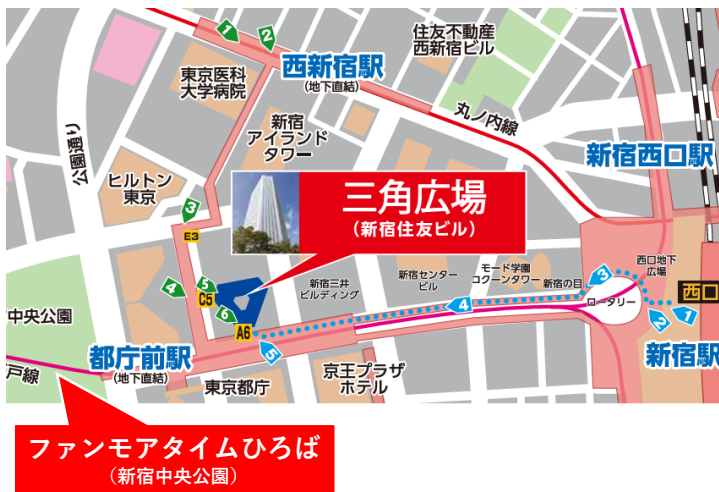 1
2
住友不動産
西新宿ビル
西新宿駅
(地下直結)
東京医科
大学病院
丸ノ内線
新宿
アイランド
タワー
公園通り
新宿西口駅
ヒルトン
東京
三角広場
(新宿住友ビル)
3
E3
西口地下
広場
モード学園
コクーンタワー
新宿センター
ビル
新宿の目
新宿三井
ビルディング
3
4
5
C5
6
A6
西口
ロータリー
1
2
4
中央公園
5
都庁前駅
(地下直結)
新宿駅
戸線
東京都庁
京王プラザ
ホテル
ファンモアタイムひろば
(新宿中央公園)